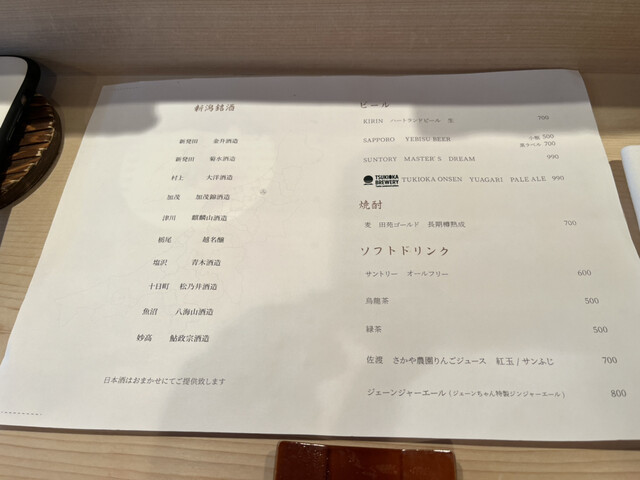 新潟銘酒
新発田 金升酒造
新発田 菊水酒造
村上 大洋酒造
加茂 加茂錦酒造
津川 麒麟山酒造
栃尾 越名醸
塩沢 青木酒造
十日町 松乃井酒造
魚沼 八海山酒造
妙高 鮎政宗酒造
日本酒はおまかせにてご提供致します
ビール
KIRIN ハートランドビール 生 700
SAPPORO YEBISU BEER 小瓶 500
黒ラベル 700
SUNTORY MASTER'S DREAM 990
TSUKIOKA BREWERY TUKIOKA ONSEN YUAGARI PALE ALE 990
焼酎
麦 田苑ゴールド 長期樽熟成 700
ソフトドリンク
サントリー オールフリー 600
烏龍茶 500
緑茶 500
佐渡 さかや農園りんごジュース 紅玉/サンふじ 700
ジェーンジャーエール(ジェーンちゃん特製ジンジャーエール) 800